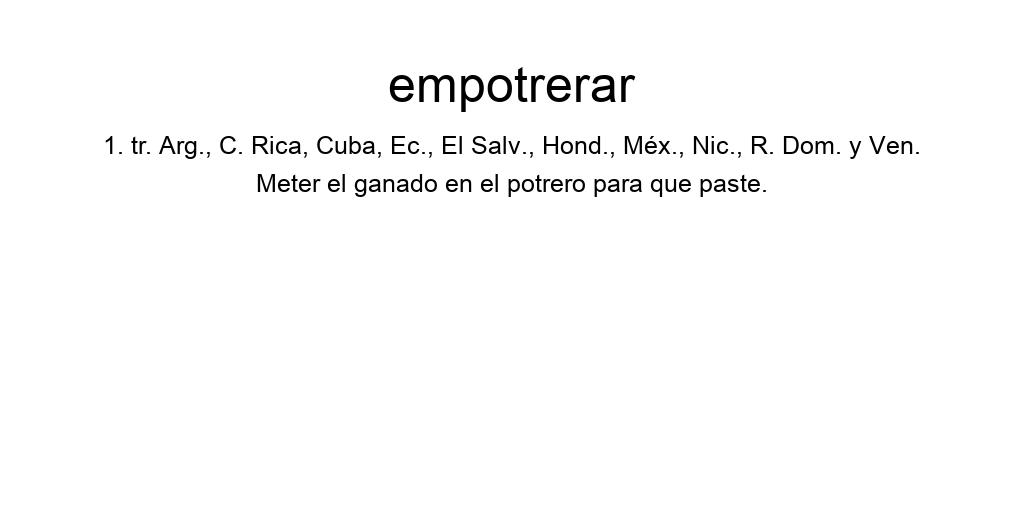 empotrerar
1. tr. Arg., C. Rica, Cuba, Ec., El Salv., Hond., Méx., Nic., R. Dom. y Ven.
Meter el ganado en el potrero para que paste.